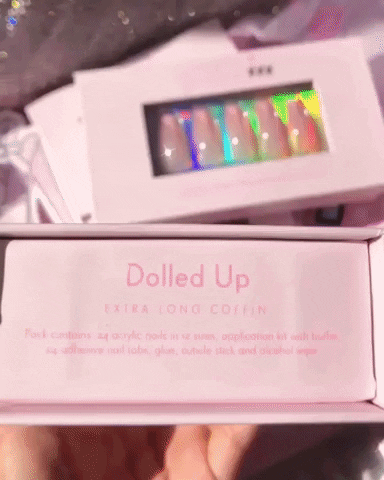 Dolled Up
EXTRA LONG COFFIN
Pack contains: 24 acrylic nails in 12 sizes, application kit with buffer,
24 adhesive nail tabs, glue, cuticle stick and alcohol wipe